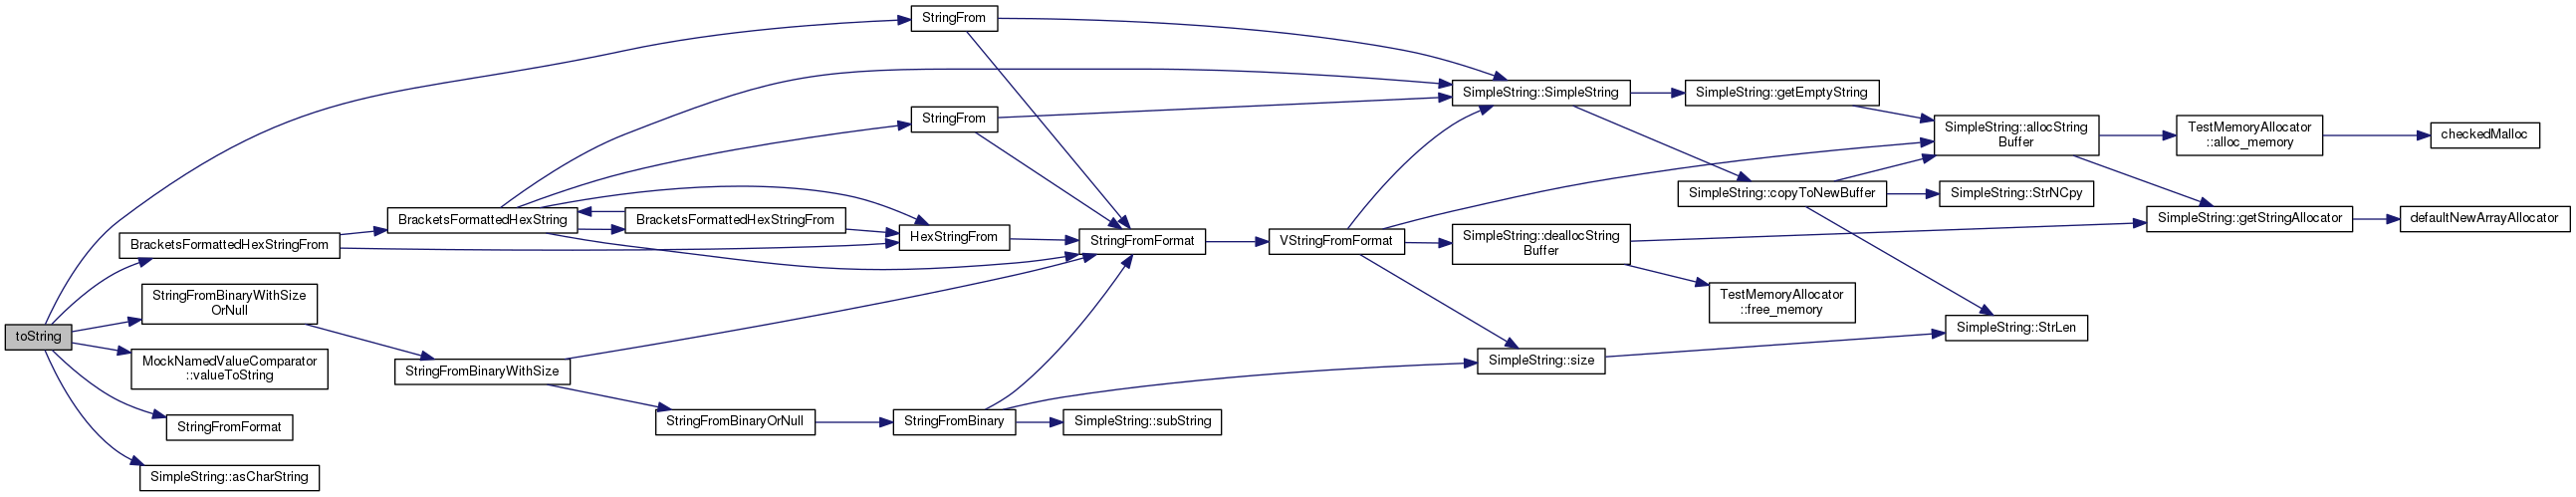 toString
StringFrom
BracketsFormattedHexStringFrom
StringFromBinaryWithSize
OrNull
MockNamedValueComparator
::valueToString
StringFromFormat
SimpleString::asCharString
BracketsFormattedHexString
StringFromBinaryWithSize
BracketsFormattedHexStringFrom
StringFromBinaryOrNull
StringFrom
HexStringFrom
StringFromBinary
StringFromFormat
SimpleString::subString
VStringFromFormat
SimpleString::SimpleString
SimpleString::deallocString
Buffer
SimpleString::size
SimpleString::getEmptyString
SimpleString::copyToNewBuffer
TestMemoryAllocator
::free_memory
SimpleString::allocString
Buffer
SimpleString::StrNCpy
SimpleString::StrLen
TestMemoryAllocator
::alloc_memory
SimpleString::getStringAllocator
checkedMalloc
defaultNewArrayAllocator